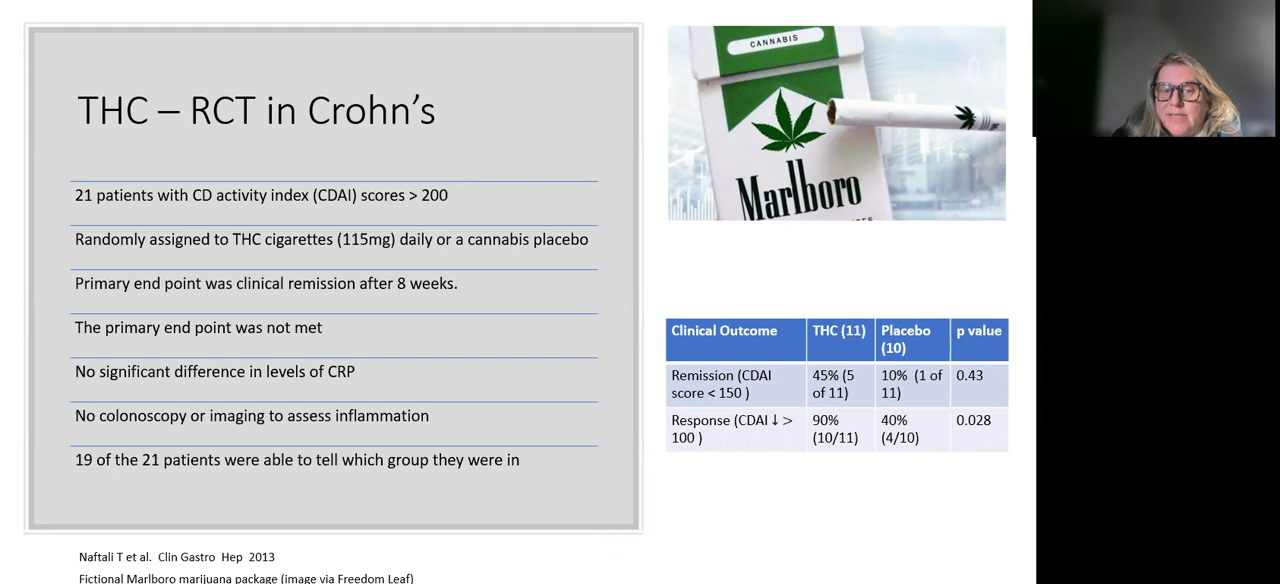 THC – RCT in Crohn's
21 patients with CD activity index (CDAI) scores > 200
Randomly assigned to THC cigarettes (115mg) daily or a cannabis placebo
Primary end point was clinical remission after 8 weeks.
The primary end point was not met
No significant difference in levels of CRP
No colonoscopy or imaging to assess inflammation
19 of the 21 patients were able to tell which group they were in
Naftali T et al. Clin Gastro Hep 2013
Fictional Marlboro marijuana package (image via Freedom Leaf)
CANNABIS
Marlboro
Clinical Outcome THC (11) Placebo p value
(10)
Remission (CDAI 45% (5 10% (1 of 0.43
score < 150 ) of 11) 11)
Response (CDAI ↓ > 90% 40% 0.028
100 ) (10/11) (4/10)